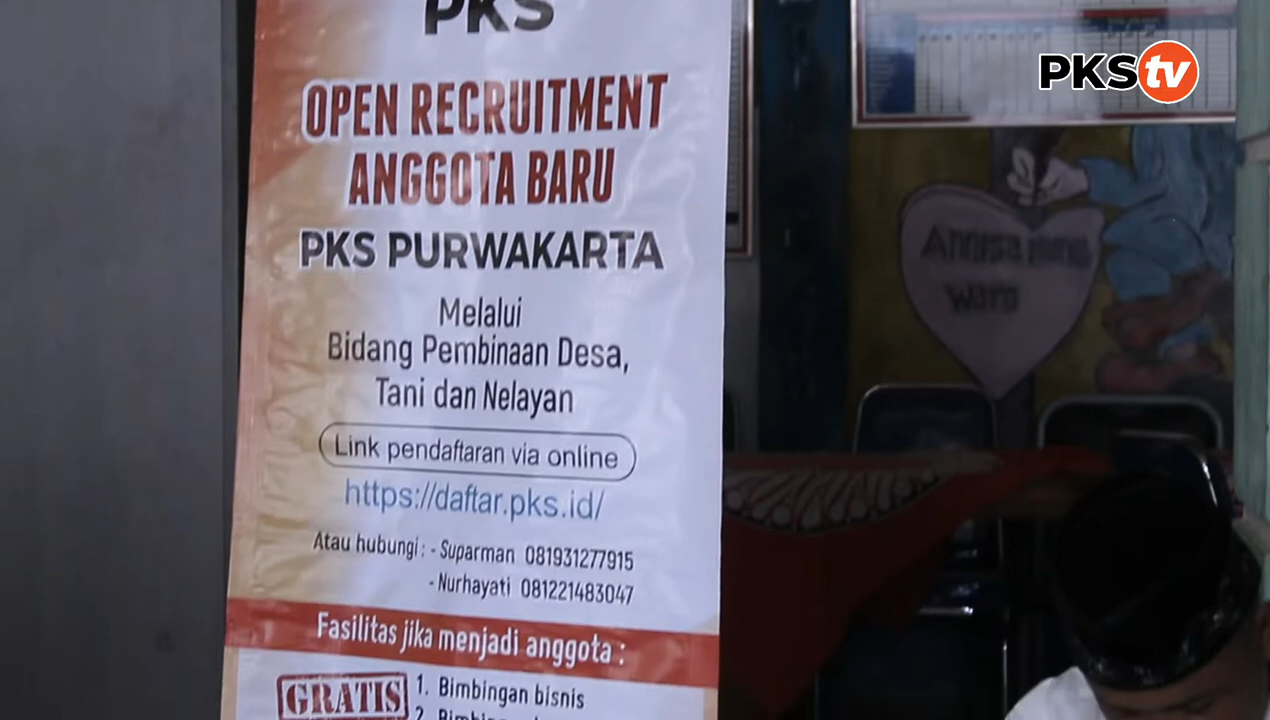 PKS
PKStv
OPEN RECRUITMENT
ANGGOTA BARU
PKS PURWAKARTA
Melalui
Bidang Pembinaan Desa,
Tani dan Nelayan
Link pendaftaran via online
https://daftar.pks.id/
Atau hubungi : - Suparman 081931277915
- Nurhayati 081221483047
Fasilitas jika menjadi anggota :
GRATIS
1. Bimbingan bisnis
2.